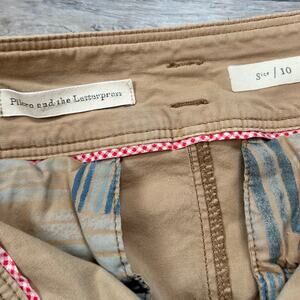 Pilcro and the Letterpress
Size / 10